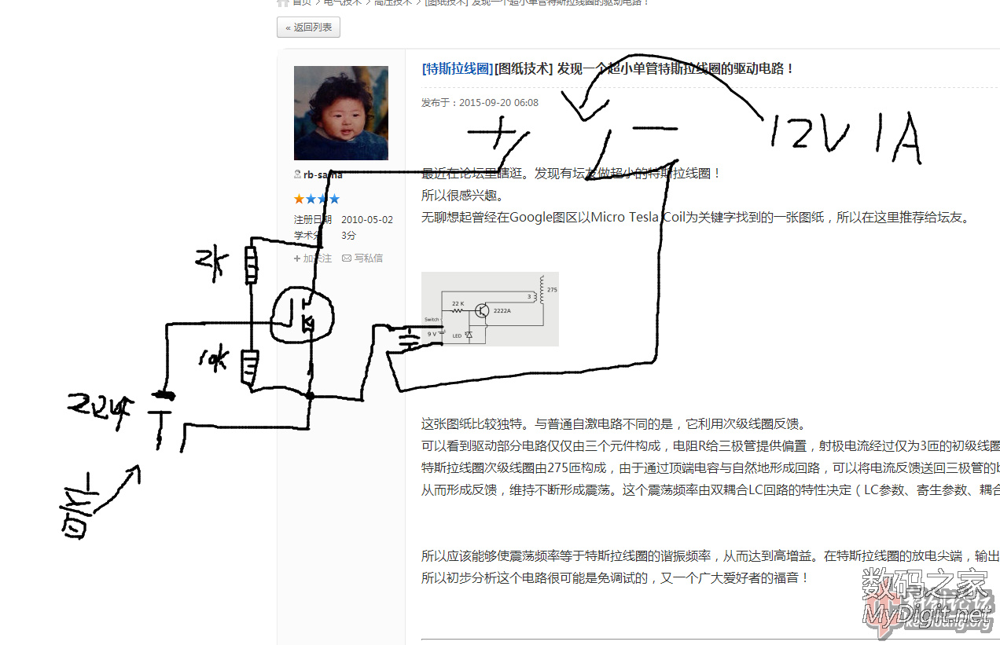 首页 > 电气技术 > 高压技术 > [图纸技术] 发现一个超小单管特斯拉线圈的驱动电路！
« 返回列表
[特斯拉线圈][图纸技术] 发现一个超小单管特斯拉线圈的驱动电路！
发布于：2015-09-20 06:08
+ − 12V 1A
rb-sama
注册日期 2010-05-02
学术分 3分
+ 加关注 写私信
最近在论坛里瞎逛。发现有坛友做超小的特斯拉线圈！
所以很感兴趣。
无聊想起曾经在Google图区以Micro Tesla Coil为关键字找到的一张图纸，所以在这里推荐给坛友。
2k
275
3
22 K
2222A
Switch
9 V
LED
10k
这张图纸比较独特。与普通自激电路不同的是，它利用次级线圈反馈。
可以看到驱动部分电路仅仅由三个元件构成，电阻R给三极管提供偏置，射极电流经过仅为3匝的初级线圈
特斯拉线圈次级线圈由275匝构成，由于通过顶端电容与自然地形成回路，可以将电流反馈送回三极管的
从而形成反馈，维持不断形成震荡。这个震荡频率由双耦合LC回路的特性决定（LC参数、寄生参数、耦合
音
所以应该能够使震荡频率等于特斯拉线圈的谐振频率，从而达到高增益。在特斯拉线圈的放电尖端，输出
所以初步分析这个电路很可能是免调试的，又一个广大爱好者的福音！
数码之家
MyDigit.net